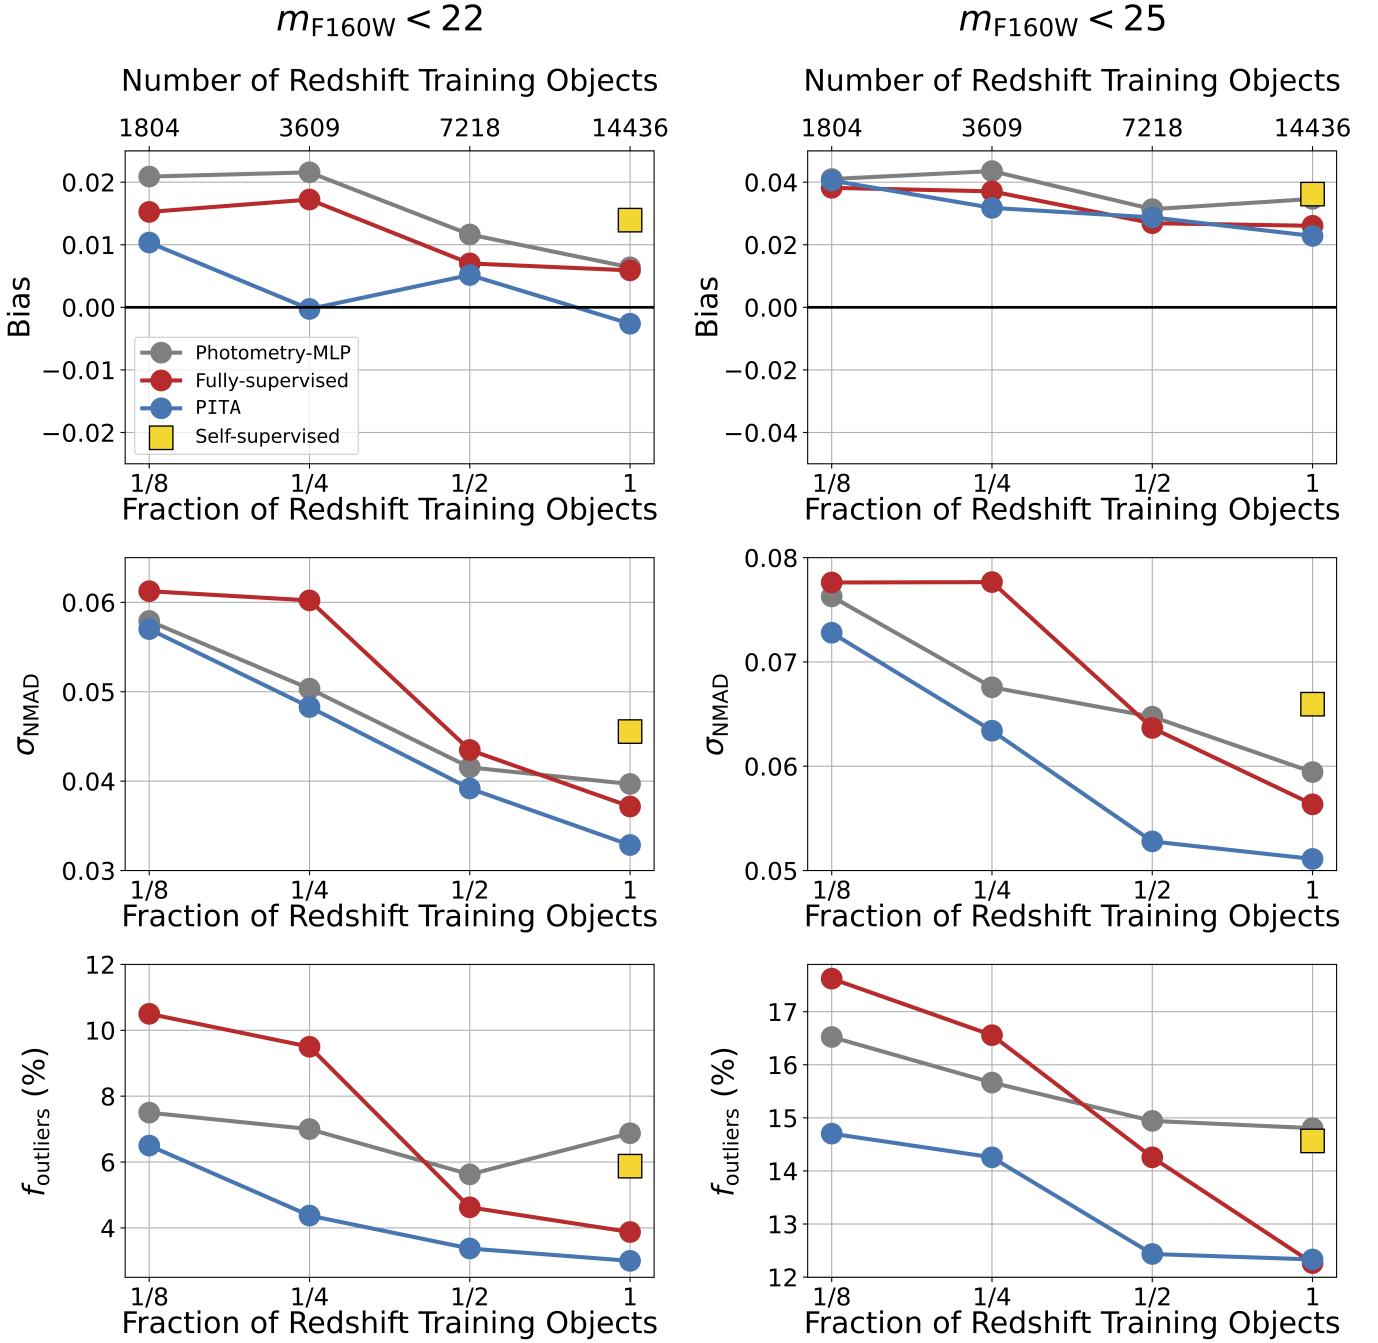 m_F160W < 22
m_F160W < 25
Number of Redshift Training Objects
Number of Redshift Training Objects
1804 3609 7218 14436
1804 3609 7218 14436
Bias
0.02
0.01
0.00
−0.01
−0.02
Photometry-MLP
Fully-supervised
PITA
Self-supervised
1/8 1/4 1/2 1
Fraction of Redshift Training Objects
Bias
0.04
0.02
0.00
−0.02
−0.04
1/8 1/4 1/2 1
Fraction of Redshift Training Objects
σ_NMAD
0.06
0.05
0.04
0.03
1/8 1/4 1/2 1
Fraction of Redshift Training Objects
σ_NMAD
0.08
0.07
0.06
0.05
1/8 1/4 1/2 1
Fraction of Redshift Training Objects
f_outliers (%)
12
10
8
6
4
1/8 1/4 1/2 1
Fraction of Redshift Training Objects
f_outliers (%)
17
16
15
14
13
12
1/8 1/4 1/2 1
Fraction of Redshift Training Objects